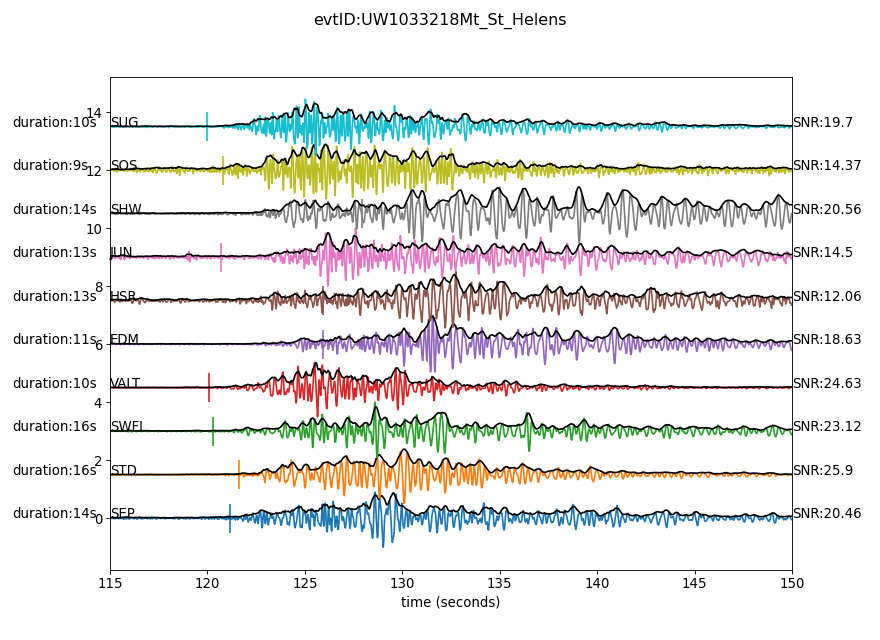 evtID:UW1033218Mt_St_Helens
14
duration:10s SUG SNR:19.7
duration:9s 12 SOS SNR:14.37
duration:14s SHW SNR:20.56
10
duration:13s JUN SNR:14.5
8
duration:13s HSR SNR:12.06
duration:11s 6 EDM SNR:18.63
duration:10s VALT SNR:24.63
4
duration:16s SWFL SNR:23.12
2
duration:16s STD SNR:25.9
duration:14s 0 SEP SNR:20.46
115 120 125 130 135 140 145 150
time (seconds)